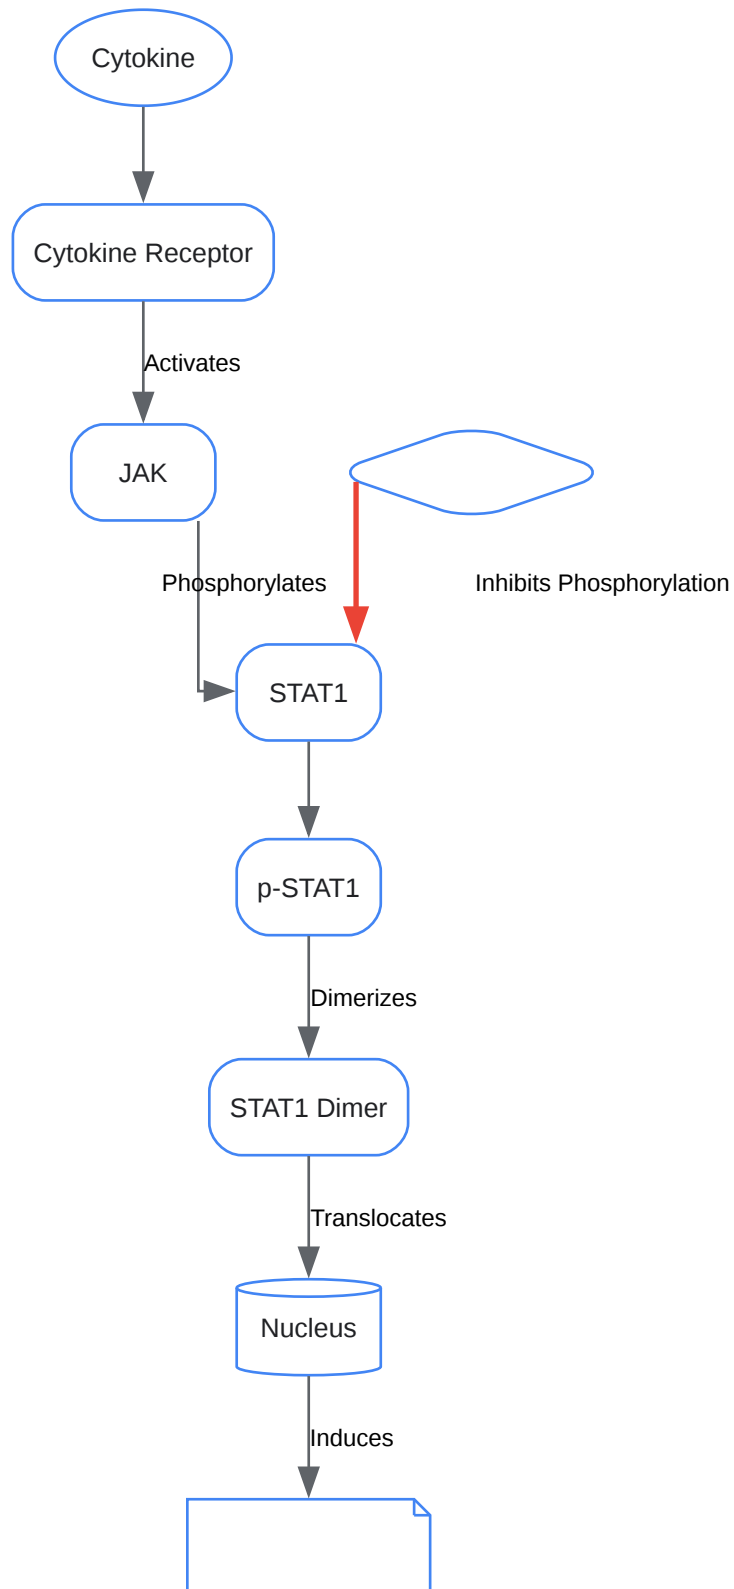 Cytokine
Cytokine Receptor
Activates
JAK
Phosphorylates
Inhibits Phosphorylation
STAT1
p-STAT1
Dimerizes
STAT1 Dimer
Translocates
Nucleus
Induces